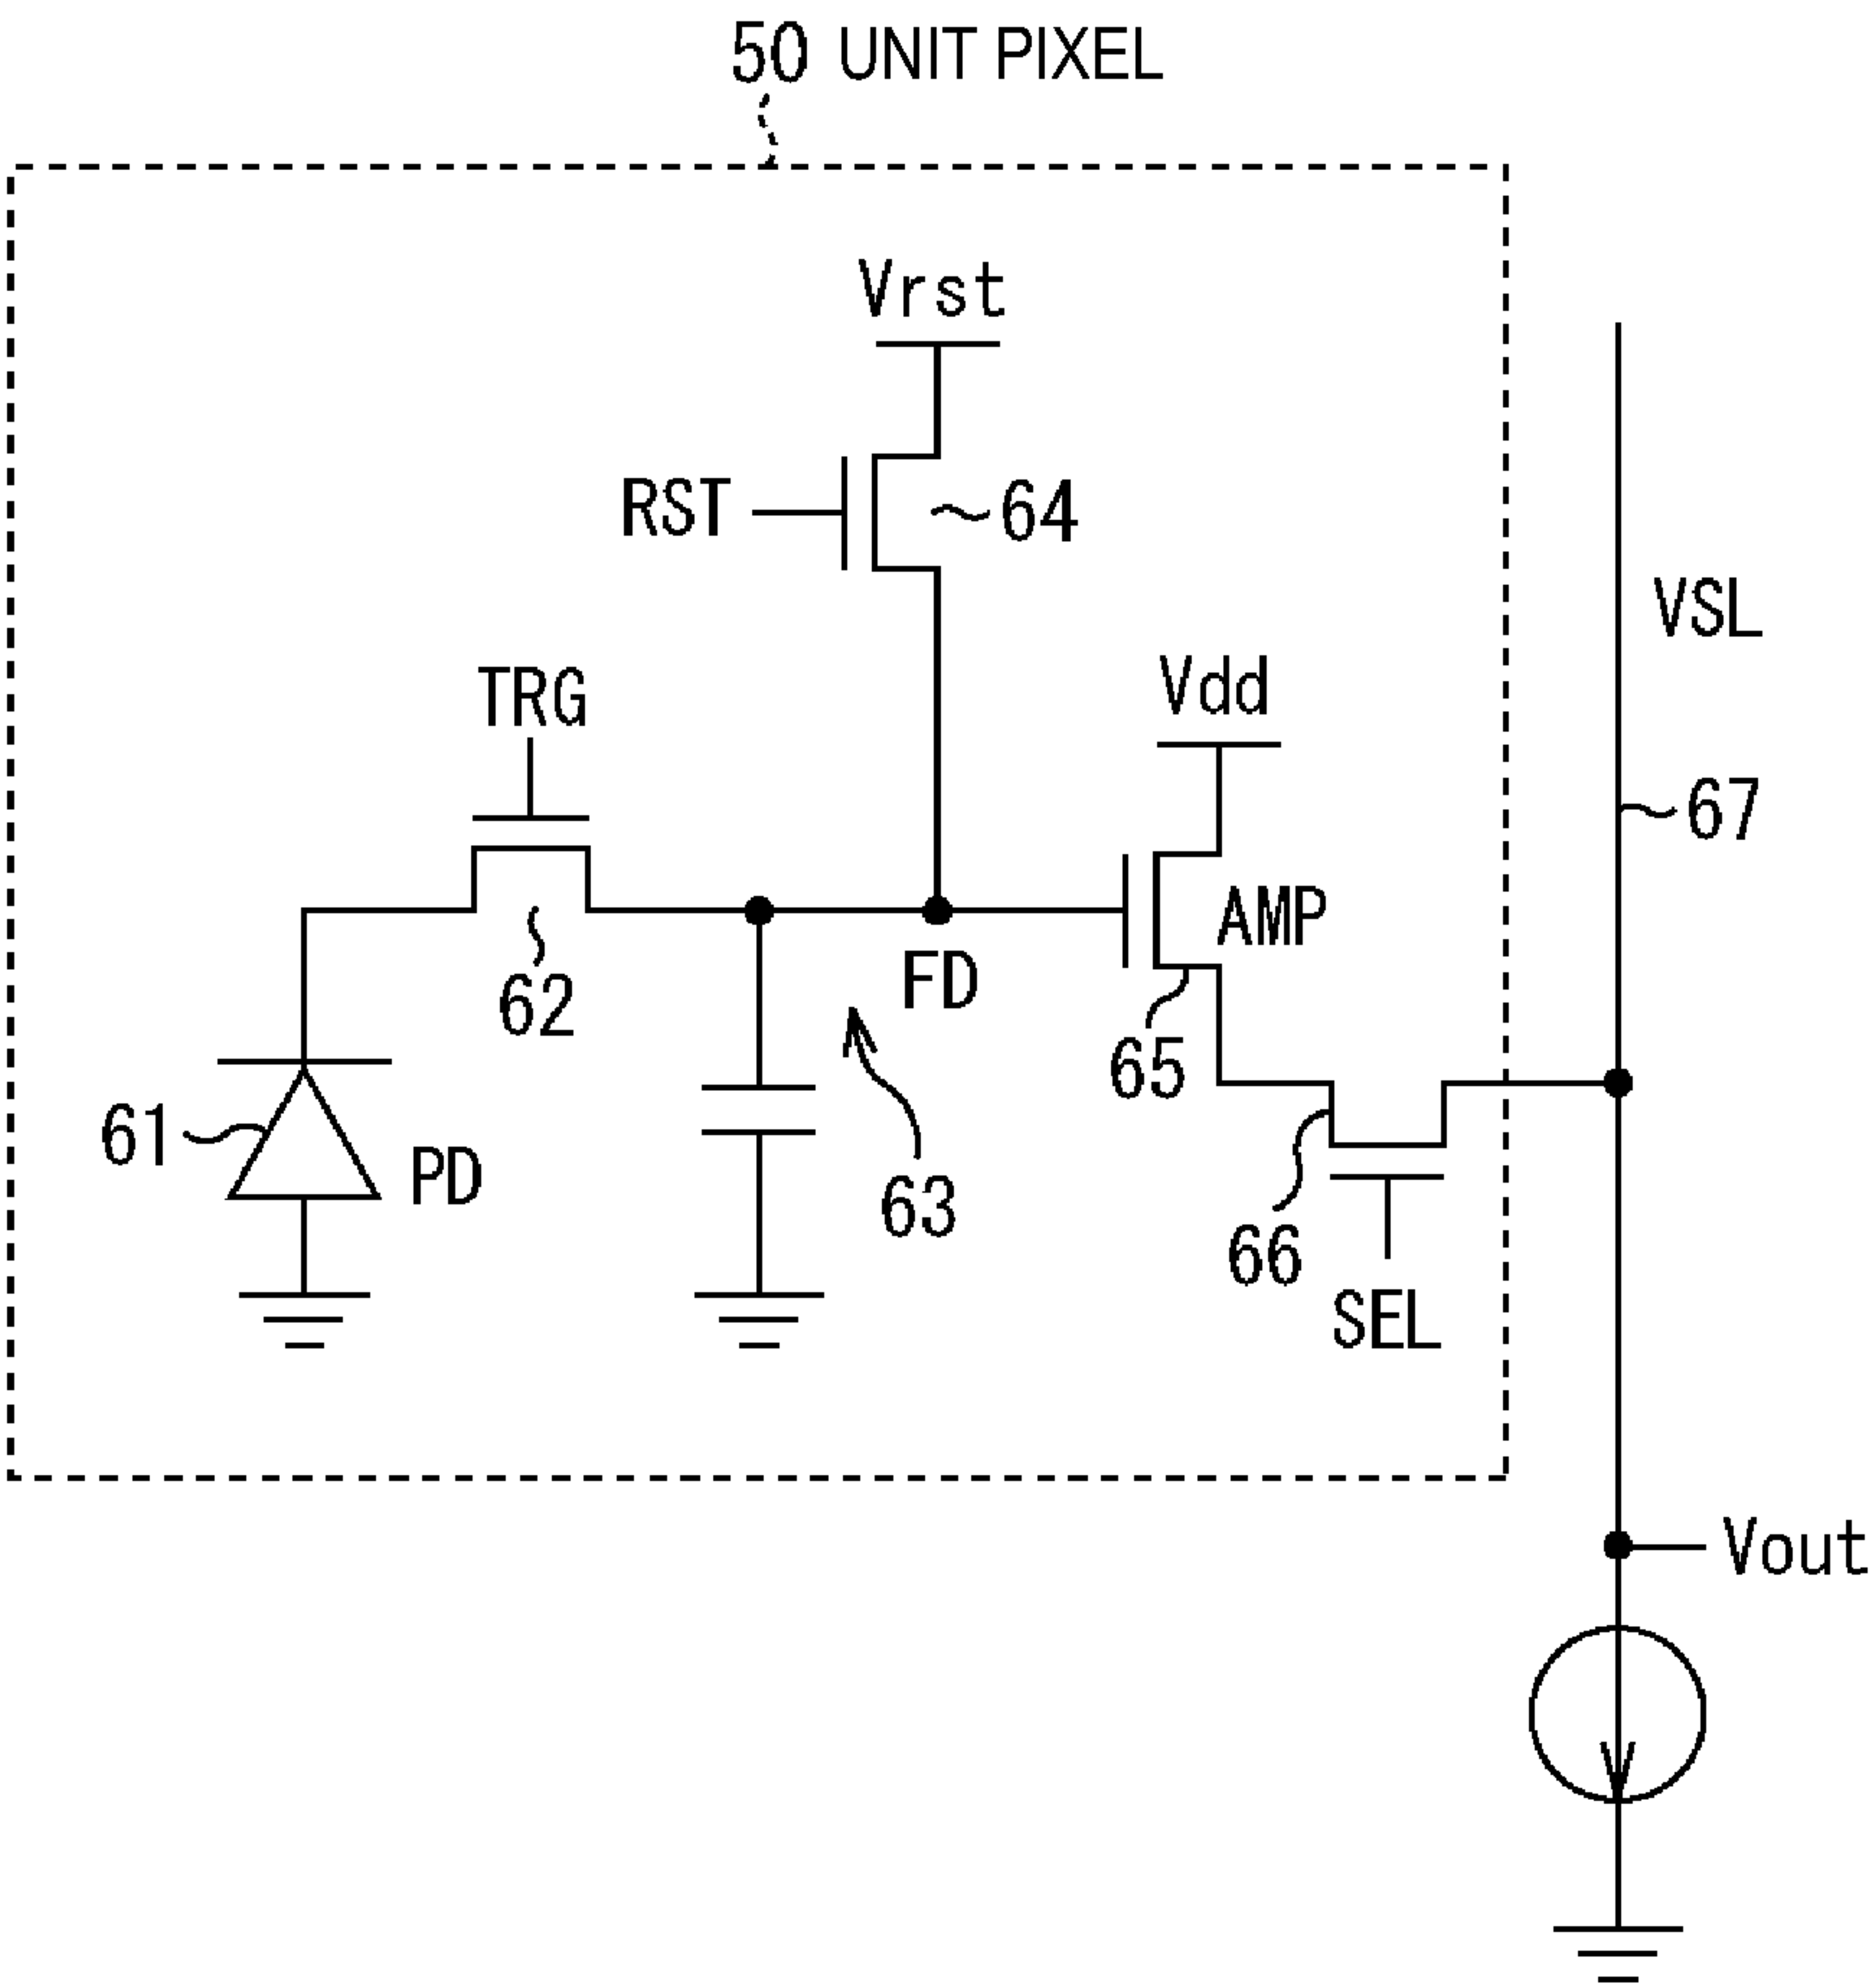 50 UNIT PIXEL
Vrst
RST
64
VSL
TRG
Vdd
67
AMP
FD
62
65
61
PD
63
66
SEL
Vout